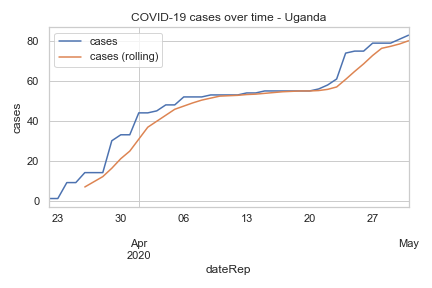 COVID-19 cases over time - Uganda
cases
cases (rolling)
cases
80
60
40
20
0
23 30 06 13 20 27
Apr May
2020
dateRep